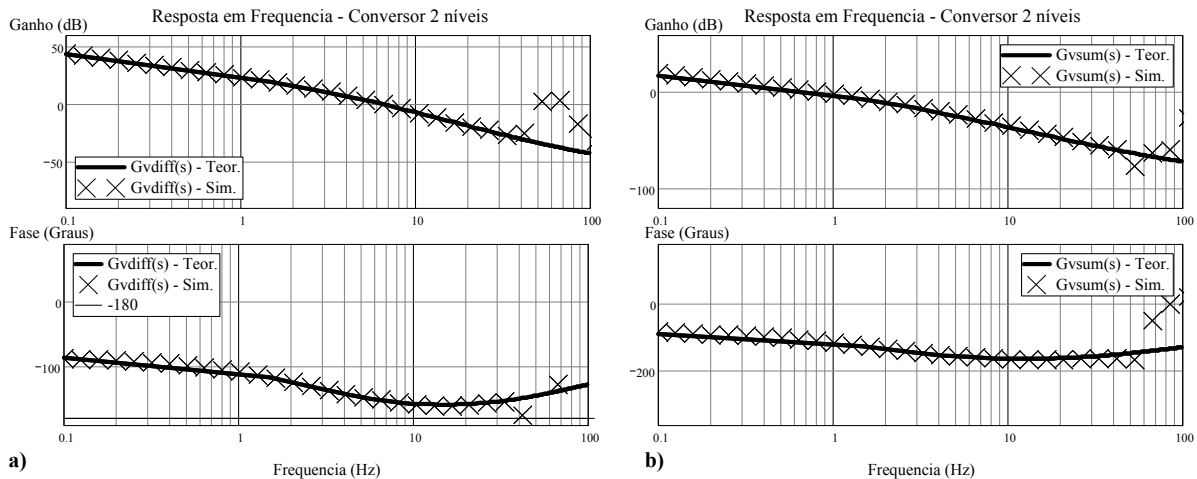 Resposta em Frequencia - Conversor 2 níveis
Ganho (dB)
50
0
−50
Gvdiff(s) - Teor.
Gvdiff(s) - Sim.
0.1
1
10
100
Fase (Graus)
Gvdiff(s) - Teor.
Gvdiff(s) - Sim.
-180
0
−100
0.1
1
10
100
a)
Frequencia (Hz)
Resposta em Frequencia - Conversor 2 níveis
Ganho (dB)
Gvsum(s) - Teor.
Gvsum(s) - Sim.
0
−100
0.1
1
10
100
Fase (Graus)
Gvsum(s) - Teor.
Gvsum(s) - Sim.
0
−200
0.1
1
10
100
b)
Frequencia (Hz)